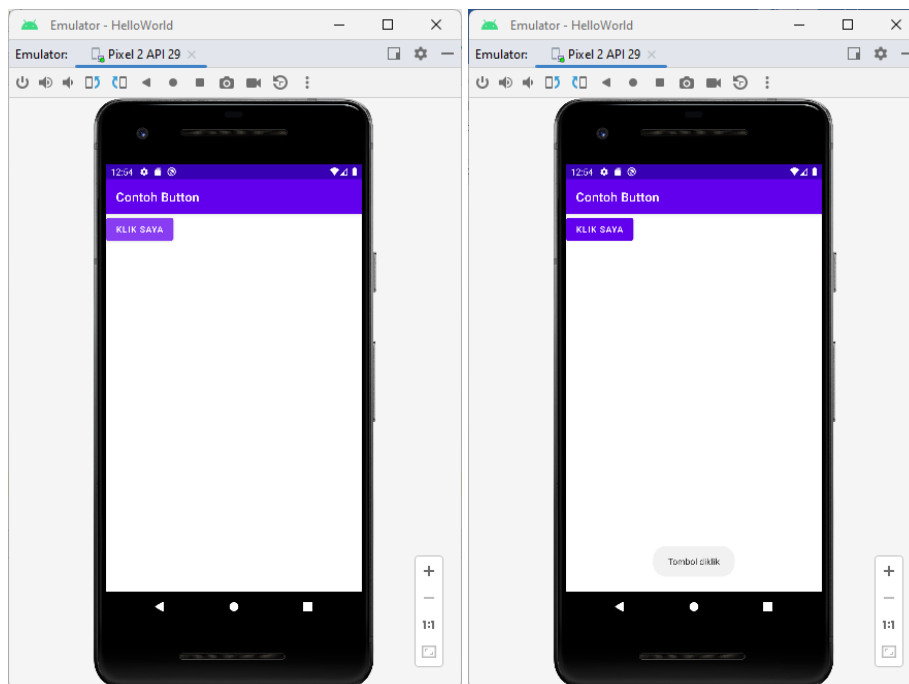 Emulator - HelloWorld
Emulator: Pixel 2 API 29
12:54
Contoh Button
KLIK SAYA
1:1
Emulator - HelloWorld
Emulator: Pixel 2 API 29
12:54
Contoh Button
KLIK SAYA
Tombol diklik
1:1